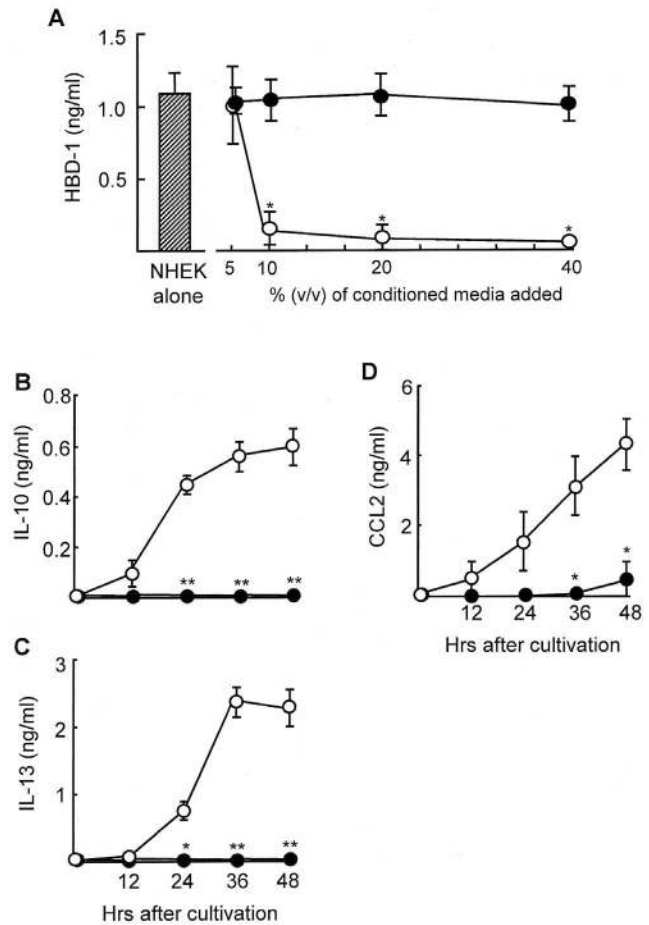 A
HBD-1 (ng/ml)
1.5
1.0
0.5
NHEK
alone
5 10 20 40
% (v/v) of conditioned media added
* * *
B
IL-10 (ng/ml)
0.8
0.6
0.4
0.2
** ** **
D
CCL2 (ng/ml)
6
4
2
* *
12 24 36 48
Hrs after cultivation
C
IL-13 (ng/ml)
3
2
1
* ** **
12 24 36 48
Hrs after cultivation